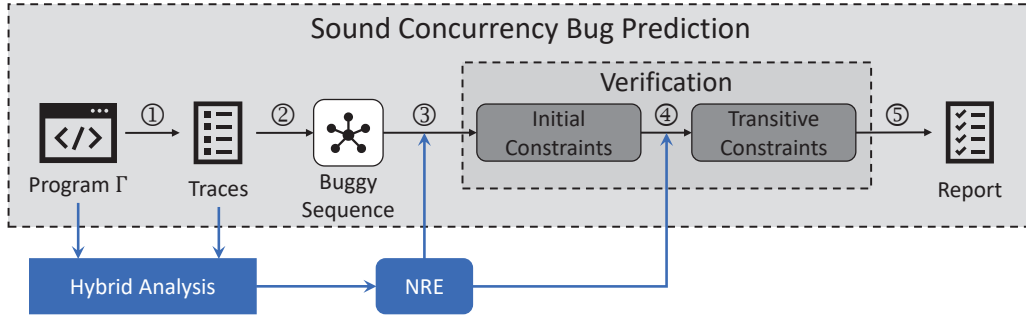 Sound Concurrency Bug Prediction
Verification
①
②
③
④
⑤
</>
Initial
Constraints
Transitive
Constraints
Program Γ
Traces
Buggy
Sequence
Report
Hybrid Analysis
NRE